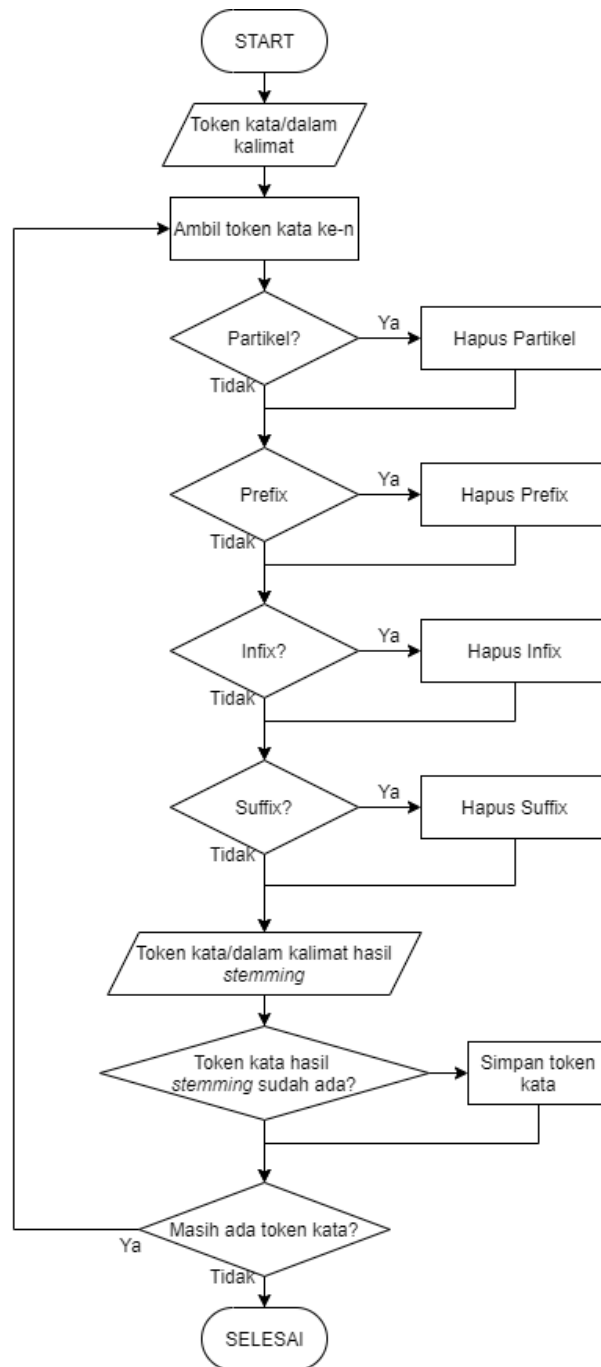 START
Token kata/dalam
kalimat
Ambil token kata ke-n
Partikel?
Ya
Hapus Partikel
Tidak
Prefix
Ya
Hapus Prefix
Tidak
Infix?
Ya
Hapus Infix
Tidak
Suffix?
Ya
Hapus Suffix
Tidak
Token kata/dalam kalimat hasil
stemming
Token kata hasil
stemming sudah ada?
Simpan token
kata
Masih ada token kata?
Ya
Tidak
SELESAI